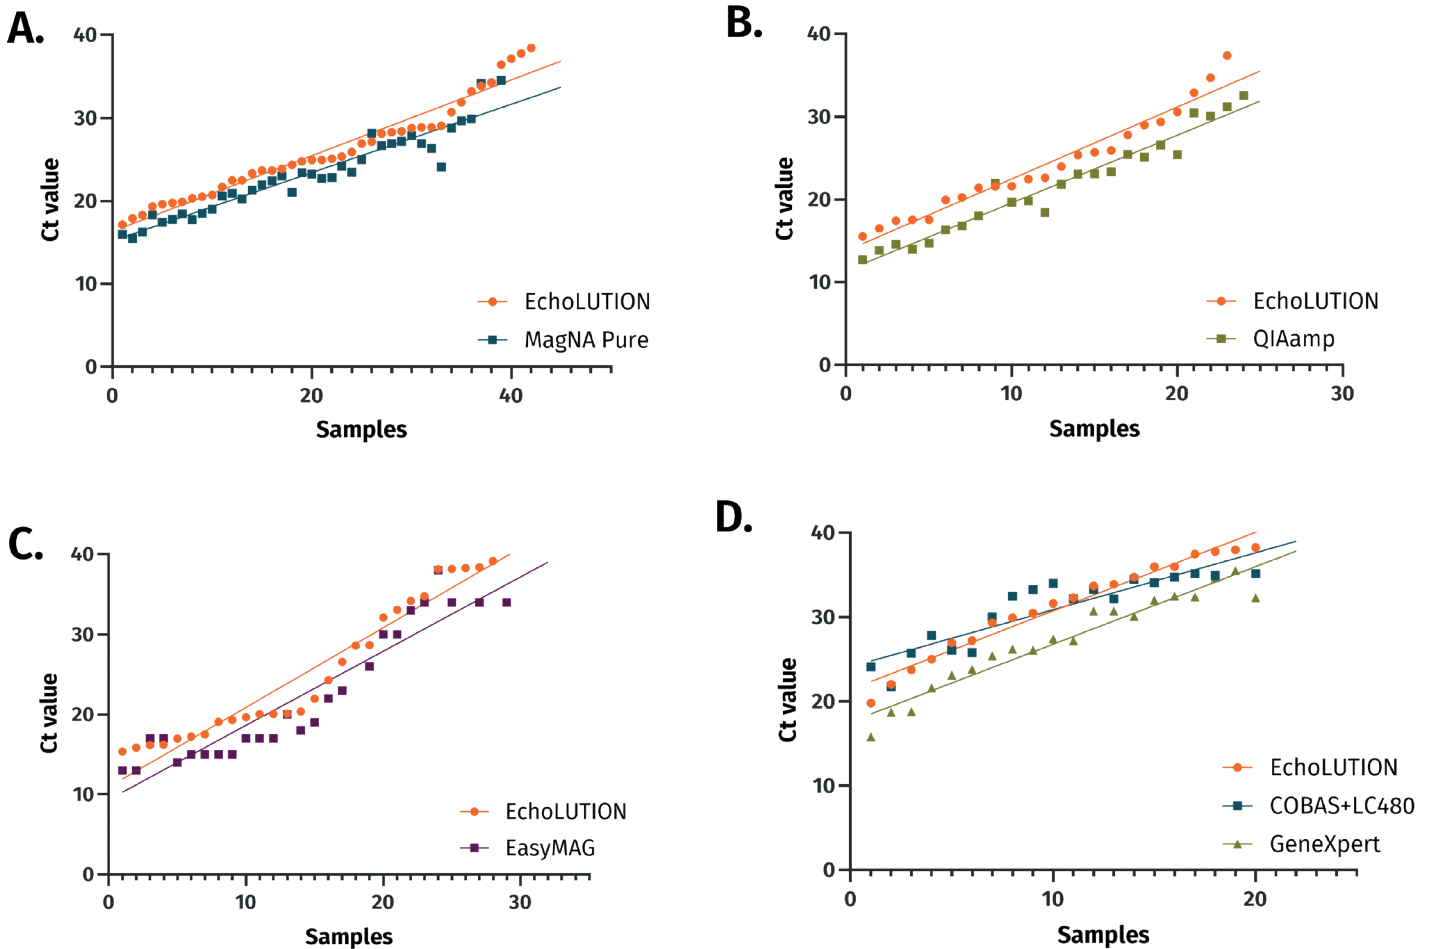 A.
40
30
20
10
0
Ct value
0 20 40
Samples
EchoLUTION
MagNA Pure
B.
40
30
20
10
0
Ct value
0 10 20 30
Samples
EchoLUTION
QIAamp
C.
40
30
20
10
0
Ct value
0 10 20 30
Samples
EchoLUTION
EasyMAG
D.
40
30
20
10
0
Ct value
0 10 20
Samples
EchoLUTION
COBAS+LC480
GeneXpert